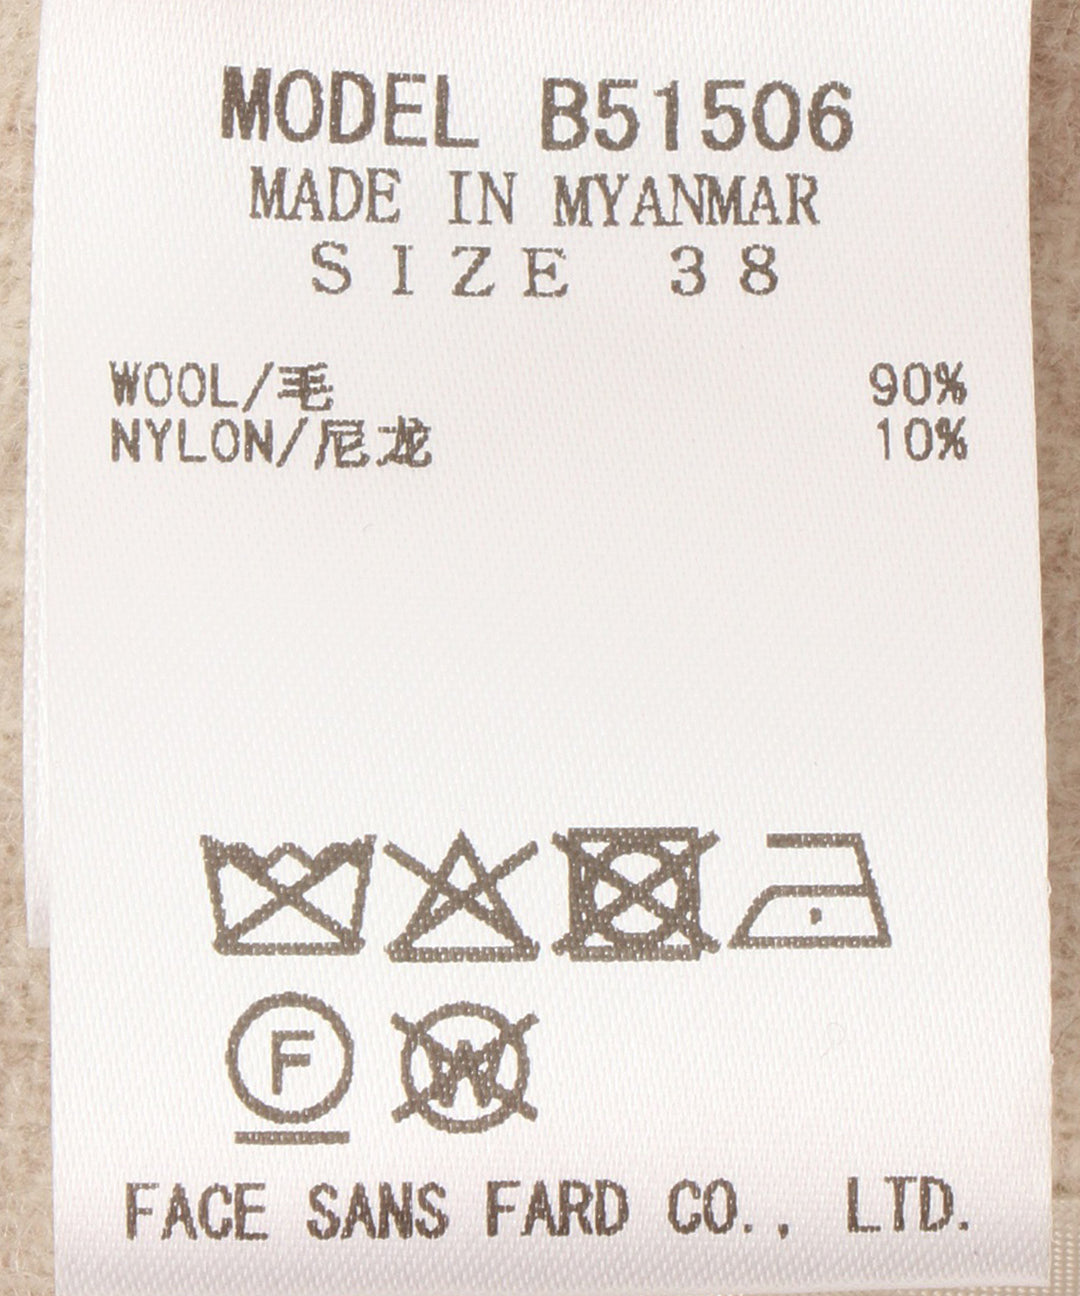 MODEL B51506
MADE IN MYANMAR
SIZE 38
WOOL/毛 90%
NYLON/尼龙 10%
F W
FACE SANS FARD CO., LTD.